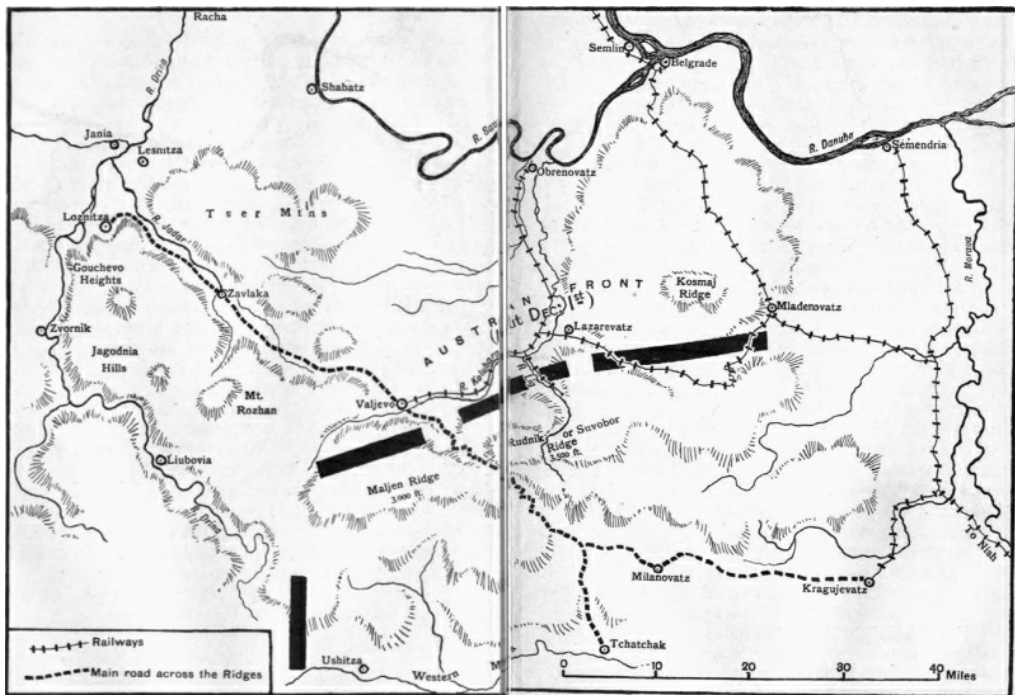 Racha
Semlin
Belgrade
R. Drina
Shabatz
R. Danube
Jania
Lesnitza
Semendria
Obrenovatz
Tser Mtns
Loznitza
R. Jadar
R. Morava
Gouchevo
Heights
Zavlaka
AUSTR
N FRONT
ut Dec. 1st)
Kosmaj
Ridge
Mladenovatz
Zvornik
Lazarevatz
Jagodnia
Hills
Mt.
Rozhan
Valjevo
Rudnik or Suvobor
Ridge
3,500 ft.
Liubovia
Maljen Ridge
3,000 ft.
R. Drina
To Nish
Milanovatz
Kragujevatz
Railways
Main road across the Ridges
Ushitza
Western
Tchatchak
0 10 20 30 40 Miles